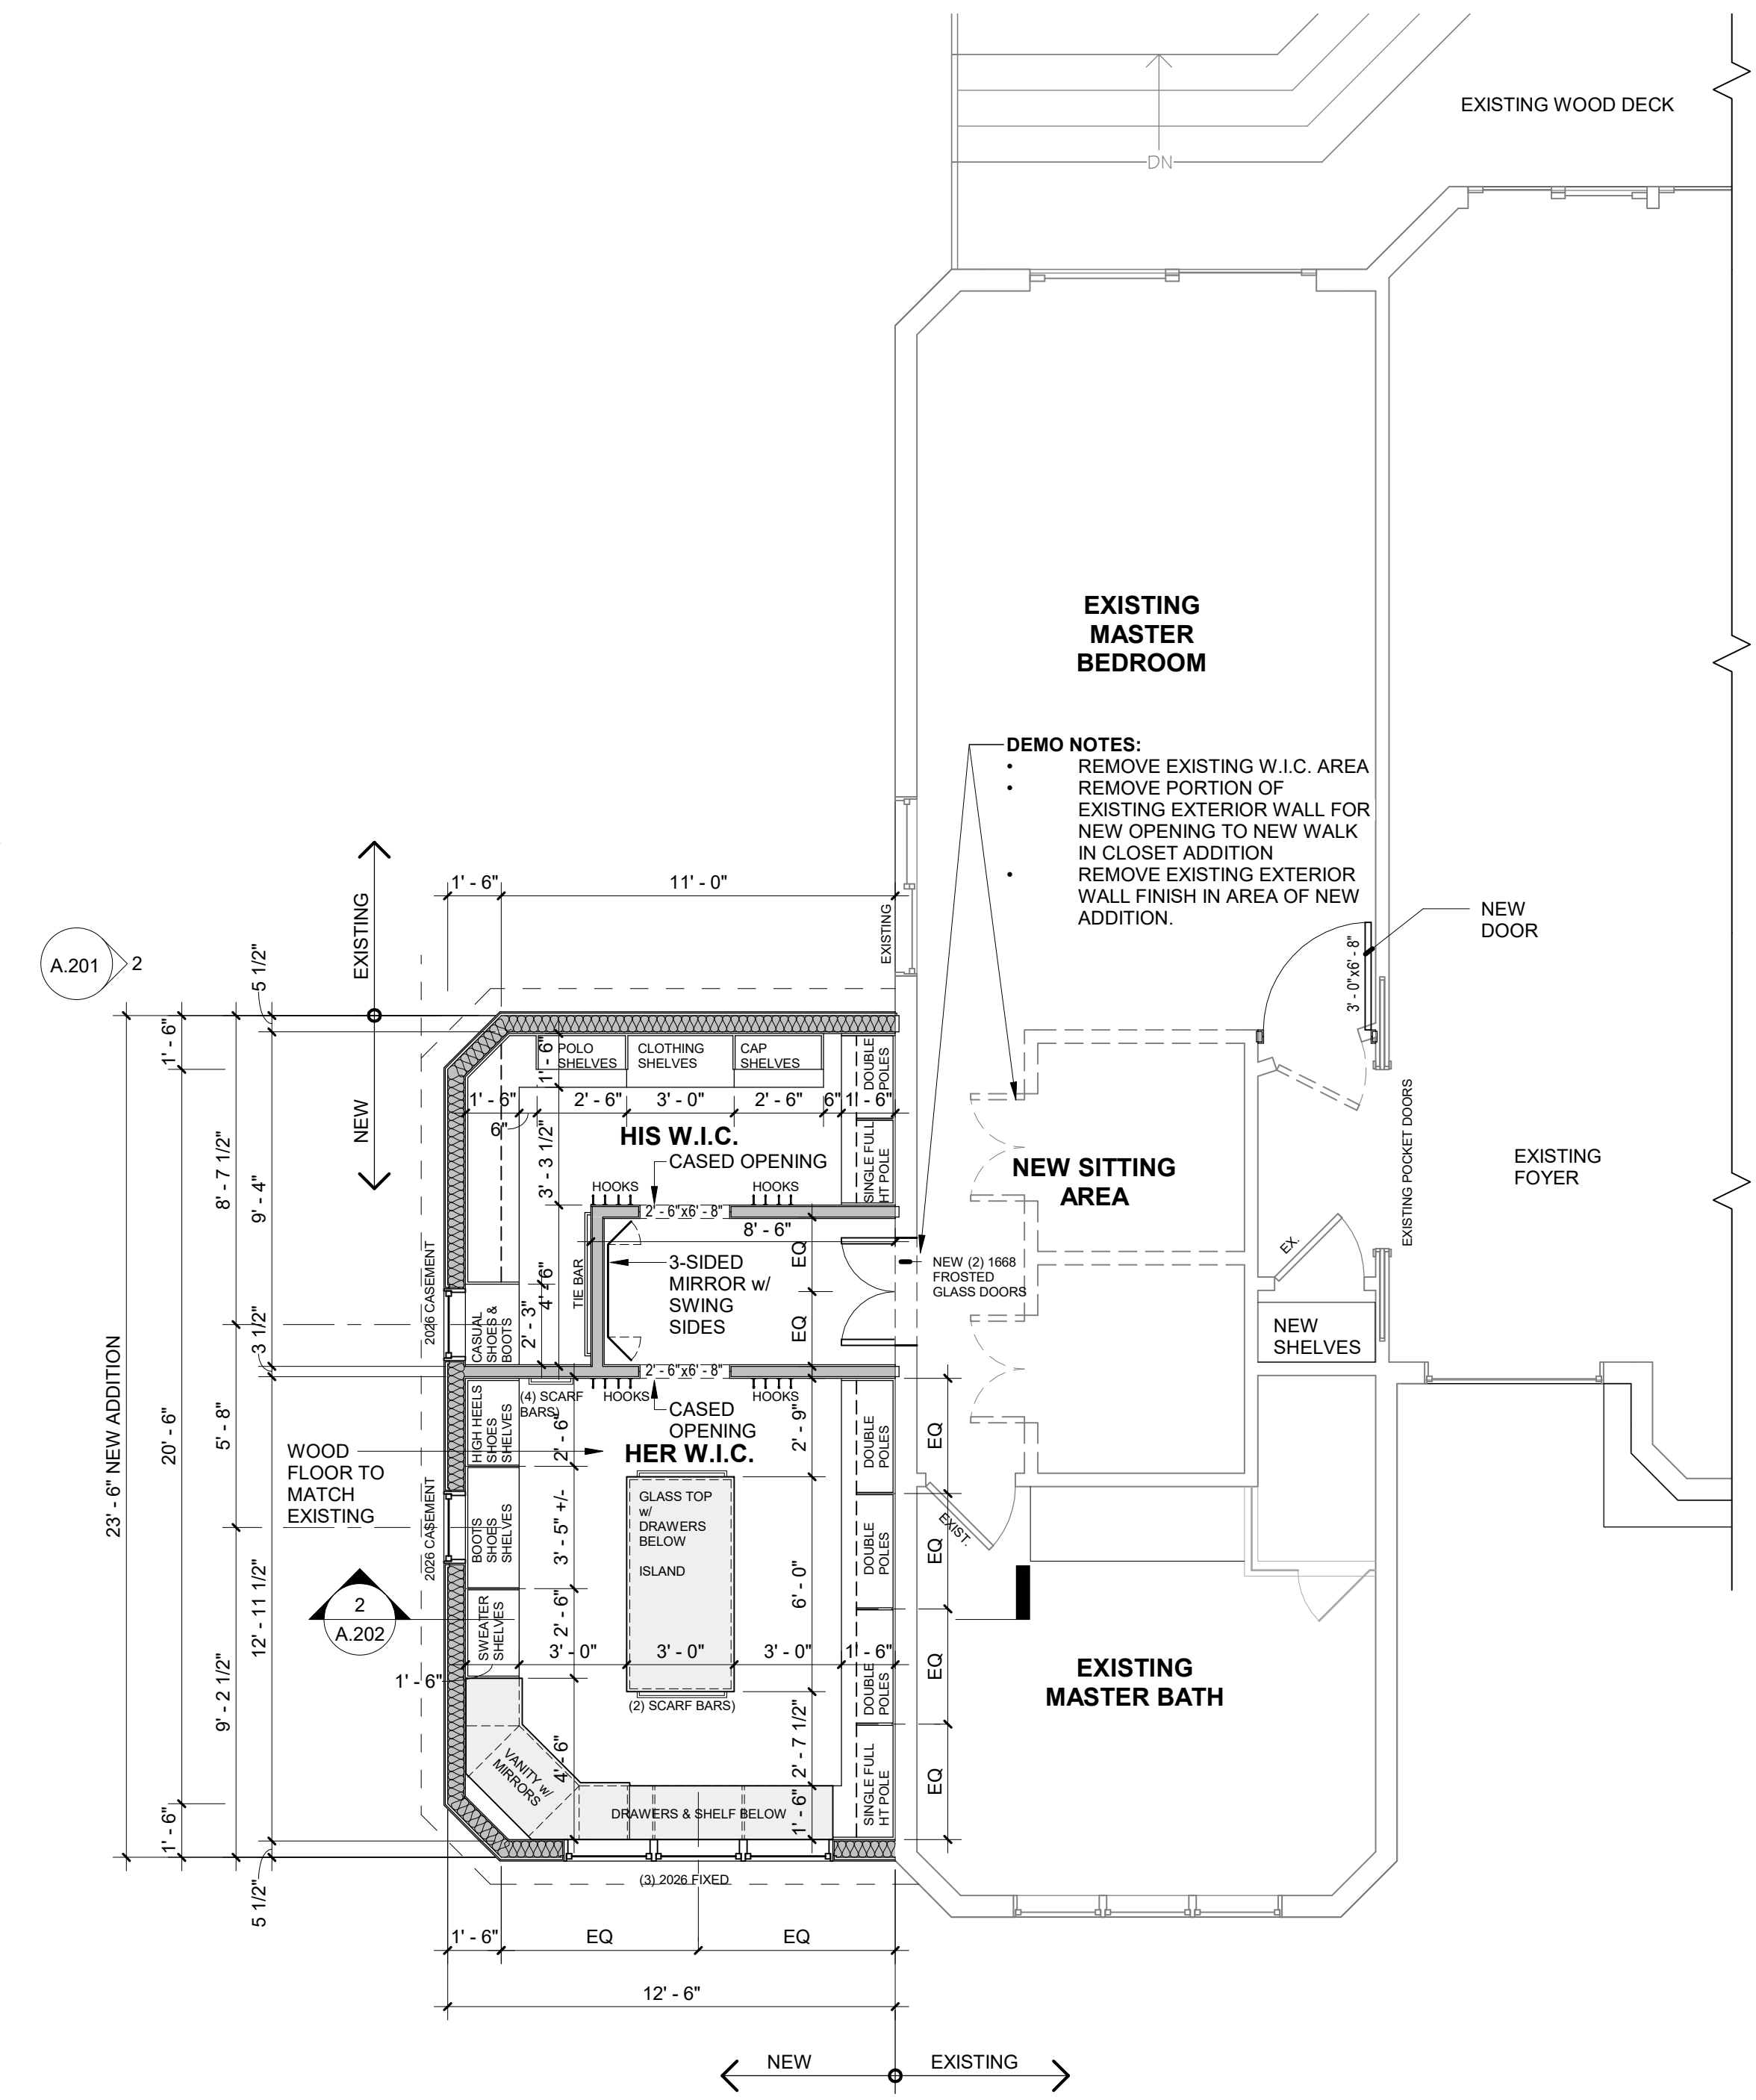 EXISTING WOOD DECK
DN
EXISTING
MASTER
BEDROOM
DEMO NOTES:
• REMOVE EXISTING W.I.C. AREA
• REMOVE PORTION OF
EXISTING EXTERIOR WALL FOR
NEW OPENING TO NEW WALK
IN CLOSET ADDITION
• REMOVE EXISTING EXTERIOR
WALL FINISH IN AREA OF NEW
ADDITION.
NEW
DOOR
3' - 0"x6' - 8"
1' - 6"
11' - 0"
EXISTING
EXISTING
NEW
A.201
2
5 1/2"
1' - 6"
8' - 7 1/2"
9' - 4"
3 1/2"
23' - 6" NEW ADDITION
20' - 6"
5' - 8"
12' - 11 1/2"
9' - 2 1/2"
1' - 6"
5 1/2"
POLO
SHELVES
CLOTHING
SHELVES
CAP
SHELVES
DOUBLE
POLES
1' - 6"
1' - 6"
6"
2' - 6"
3' - 0"
2' - 6"
6"
1' - 6"
3' - 3 1/2"
HIS W.I.C.
CASED OPENING
SINGLE FULL
HT POLE
HOOKS
HOOKS
2' - 6"x6' - 8"
8' - 6"
EQ
EQ
TIE BAR
3-SIDED
MIRROR w/
SWING
SIDES
4' - 6"
2' - 3"
CASUAL
SHOES &
BOOTS
2026 CASEMENT
NEW (2) 1668
FROSTED
GLASS DOORS
NEW SITTING
AREA
EXISTING POCKET DOORS
EXISTING
FOYER
EX.
NEW
SHELVES
2' - 6"x6' - 8"
(4) SCARF
BARS)
HOOKS
HOOKS
CASED
OPENING
HER W.I.C.
HIGH HEELS
SHOES
SHELVES
2' - 6"
2' - 9"
DOUBLE
POLES
EQ
WOOD
FLOOR TO
MATCH
EXISTING
2026 CASEMENT
BOOTS
SHOES
SHELVES
3' - 5" +/-
GLASS TOP
w/
DRAWERS
BELOW
ISLAND
6' - 0"
DOUBLE
POLES
EQ
EXIST.
2
A.202
SWEATER
SHELVES
2' - 6"
3' - 0"
3' - 0"
3' - 0"
1' - 6"
1' - 6"
(2) SCARF BARS)
DOUBLE
POLES
EQ
EXISTING
MASTER BATH
VANITY w/
MIRRORS
4' - 6"
2' - 7 1/2"
DRAWERS & SHELF BELOW
1' - 6"
SINGLE FULL
HT POLE
EQ
(3) 2026 FIXED
1' - 6"
EQ
EQ
12' - 6"
NEW
EXISTING